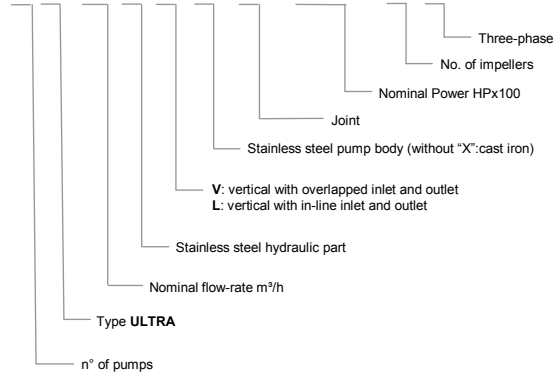 Three-phase
No. of impellers
Nominal Power HPx100
Joint
Stainless steel pump body (without “X”:cast iron)
V: vertical with overlapped inlet and outlet
L: vertical with in-line inlet and outlet
Stainless steel hydraulic part
Nominal flow-rate m³/h
Type ULTRA
n° of pumps